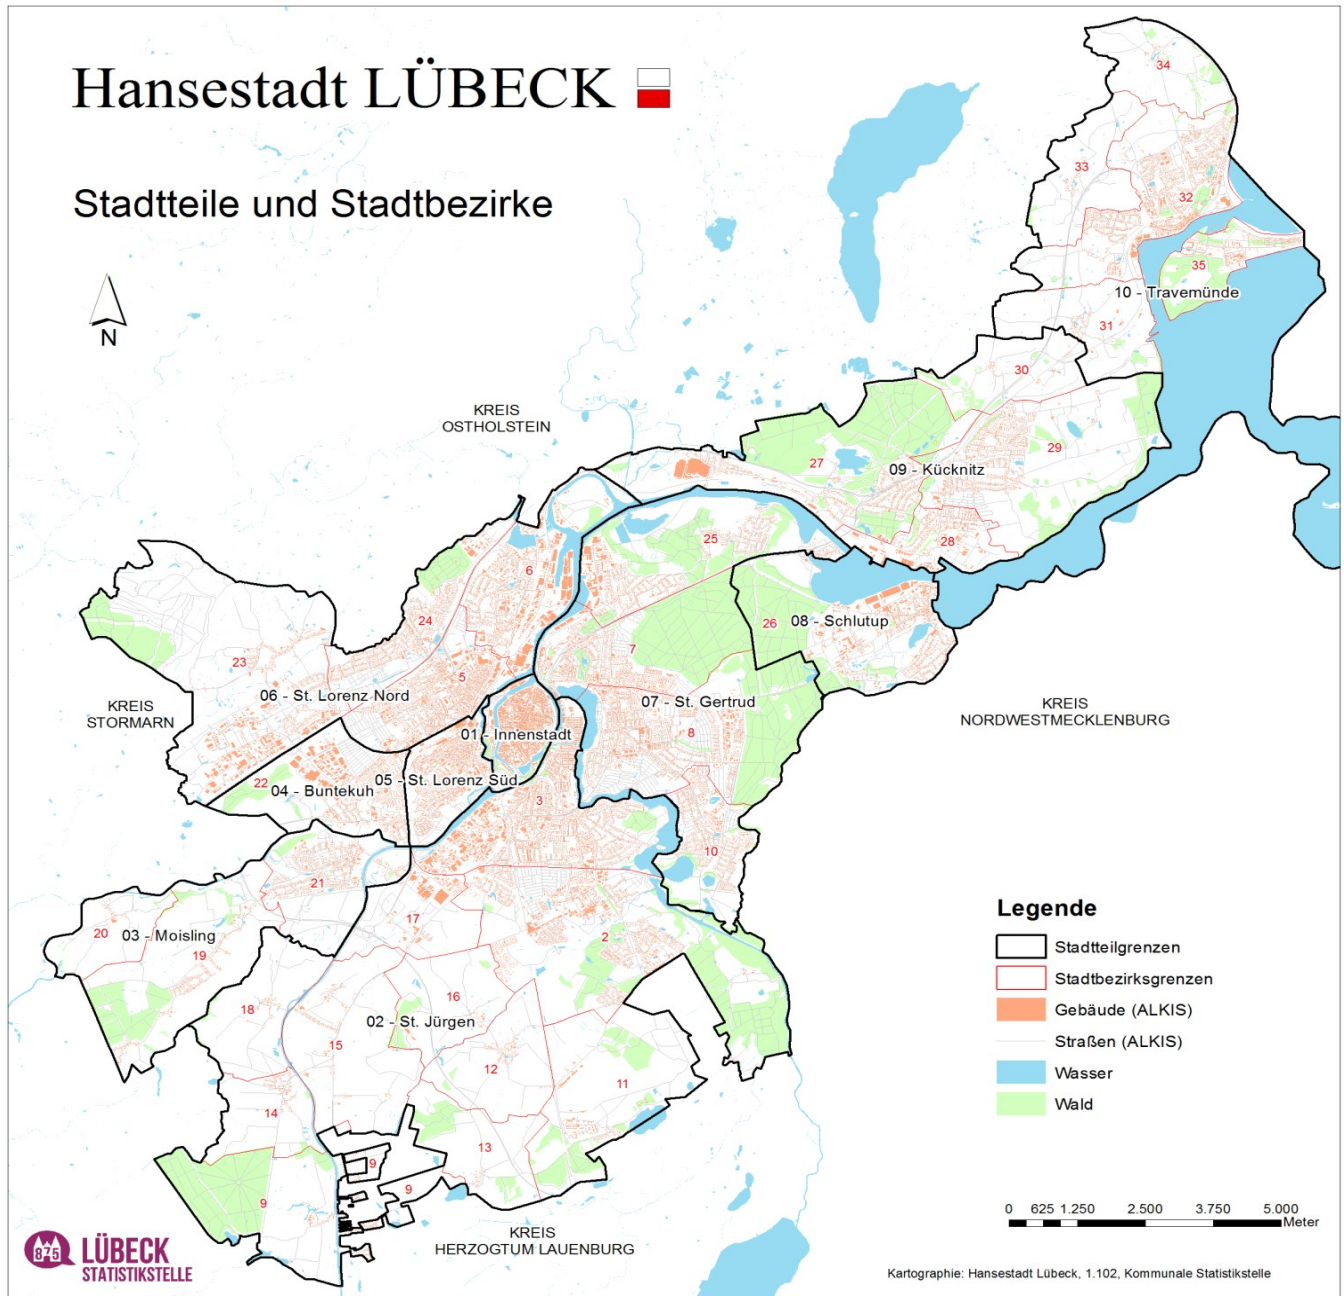 Hansestadt LÜBECK
Stadtteile und Stadtbezirke
N
34
33
32
35
10 - Travemünde
31
30
KREIS
OSTHOLSTEIN
29
27
09 - Kücknitz
28
25
6
24
26
08 - Schlutup
7
23
5
06 - St. Lorenz Nord
07 - St. Gertrud
KREIS
STORMARN
KREIS
NORDWESTMECKLENBURG
01 - Innenstadt
8
05 - St. Lorenz Süd
22
04 - Buntekuh
3
10
21
17
20
03 - Moisling
19
2
18
16
02 - St. Jürgen
15
12
11
14
13
9
9
9
KREIS
HERZOGTUM LAUENBURG
Legende
Stadtteilgrenzen
Stadtbezirksgrenzen
Gebäude (ALKIS)
Straßen (ALKIS)
Wasser
Wald
0 625 1.250 2.500 3.750 5.000
Meter
875
LÜBECK
STATISTIKSTELLE
Kartographie: Hansestadt Lübeck, 1.102, Kommunale Statistikstelle